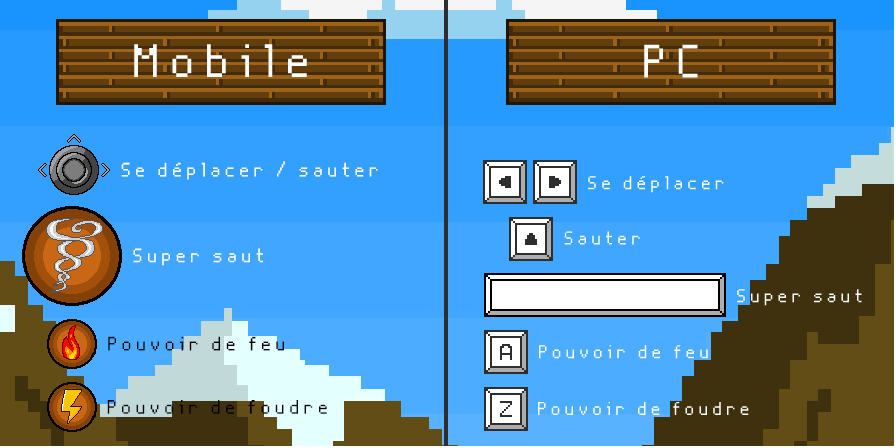 Mobile
Se déplacer / sauter
Super saut
Pouvoir de feu
Pouvoir de foudre
PC
Se déplacer
Sauter
Super saut
A Pouvoir de feu
Z Pouvoir de foudre